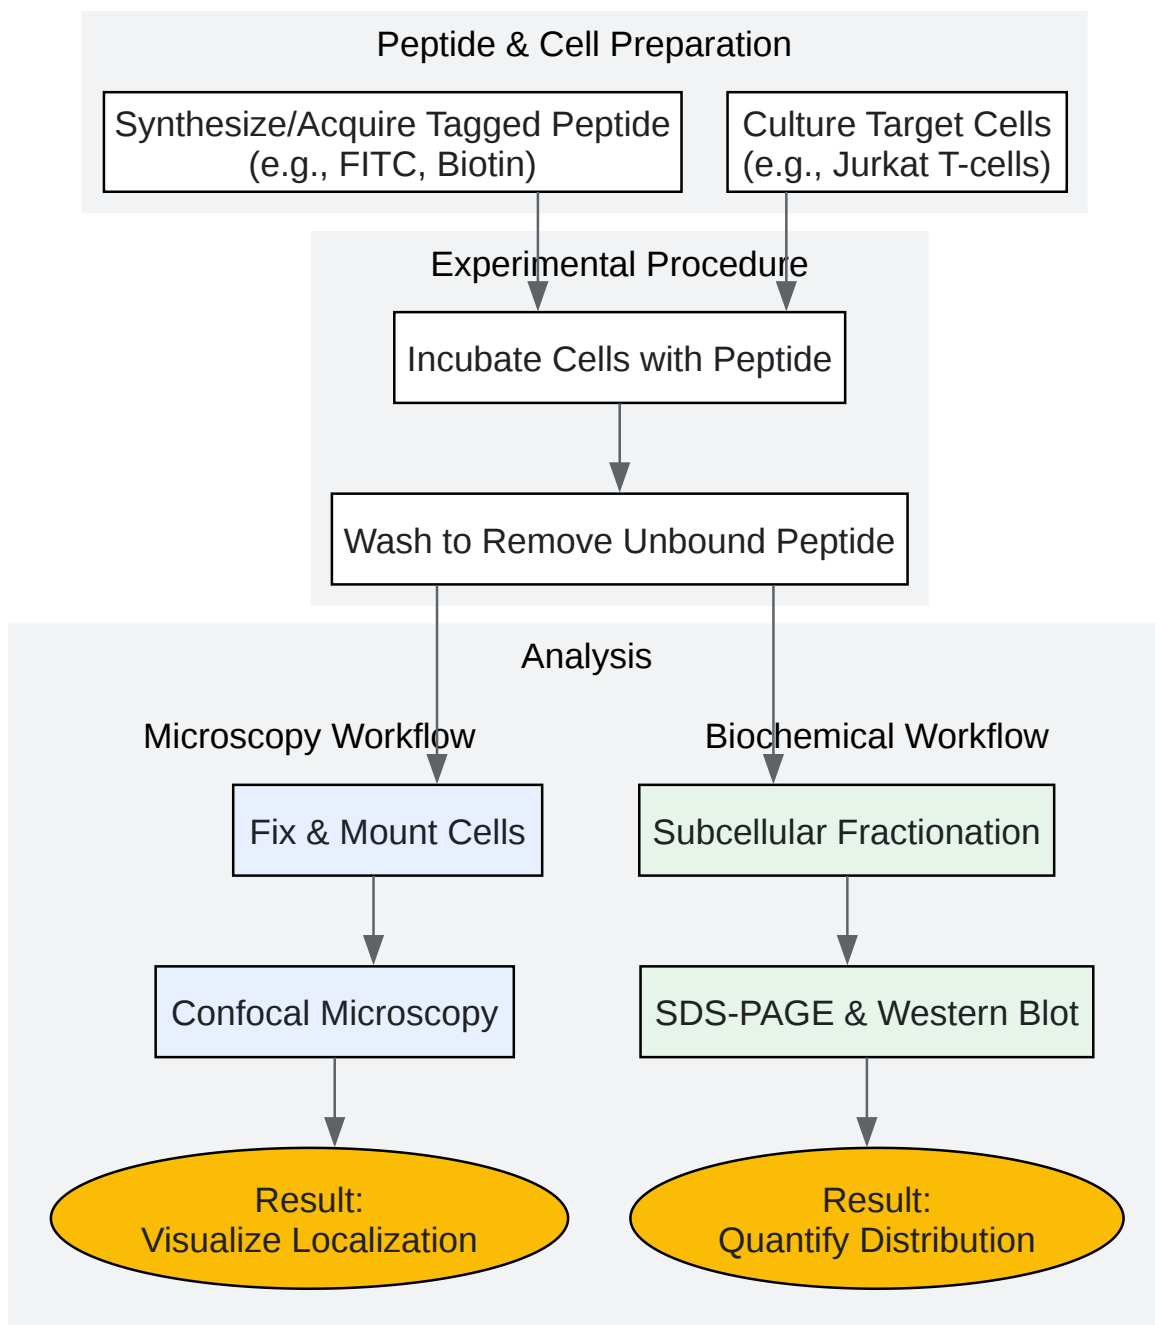 Peptide & Cell Preparation
Synthesize/Acquire Tagged Peptide
(e.g., FITC, Biotin)
Culture Target Cells
(e.g., Jurkat T-cells)
Experimental Procedure
Incubate Cells with Peptide
Wash to Remove Unbound Peptide
Analysis
Microscopy Workflow
Biochemical Workflow
Fix & Mount Cells
Subcellular Fractionation
Confocal Microscopy
SDS-PAGE & Western Blot
Result:
Visualize Localization
Result:
Quantify Distribution